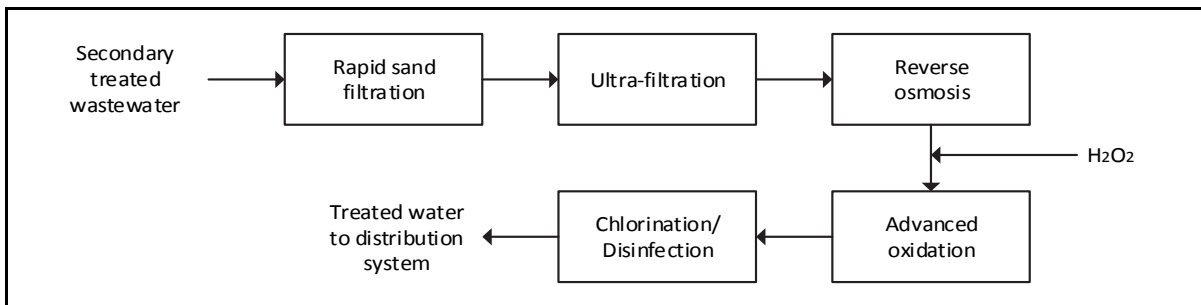 Secondary
treated
wastewater
Rapid sand
filtration
Ultra-filtration
Reverse
osmosis
H2O2
Treated water
to distribution
system
Chlorination/
Disinfection
Advanced
oxidation